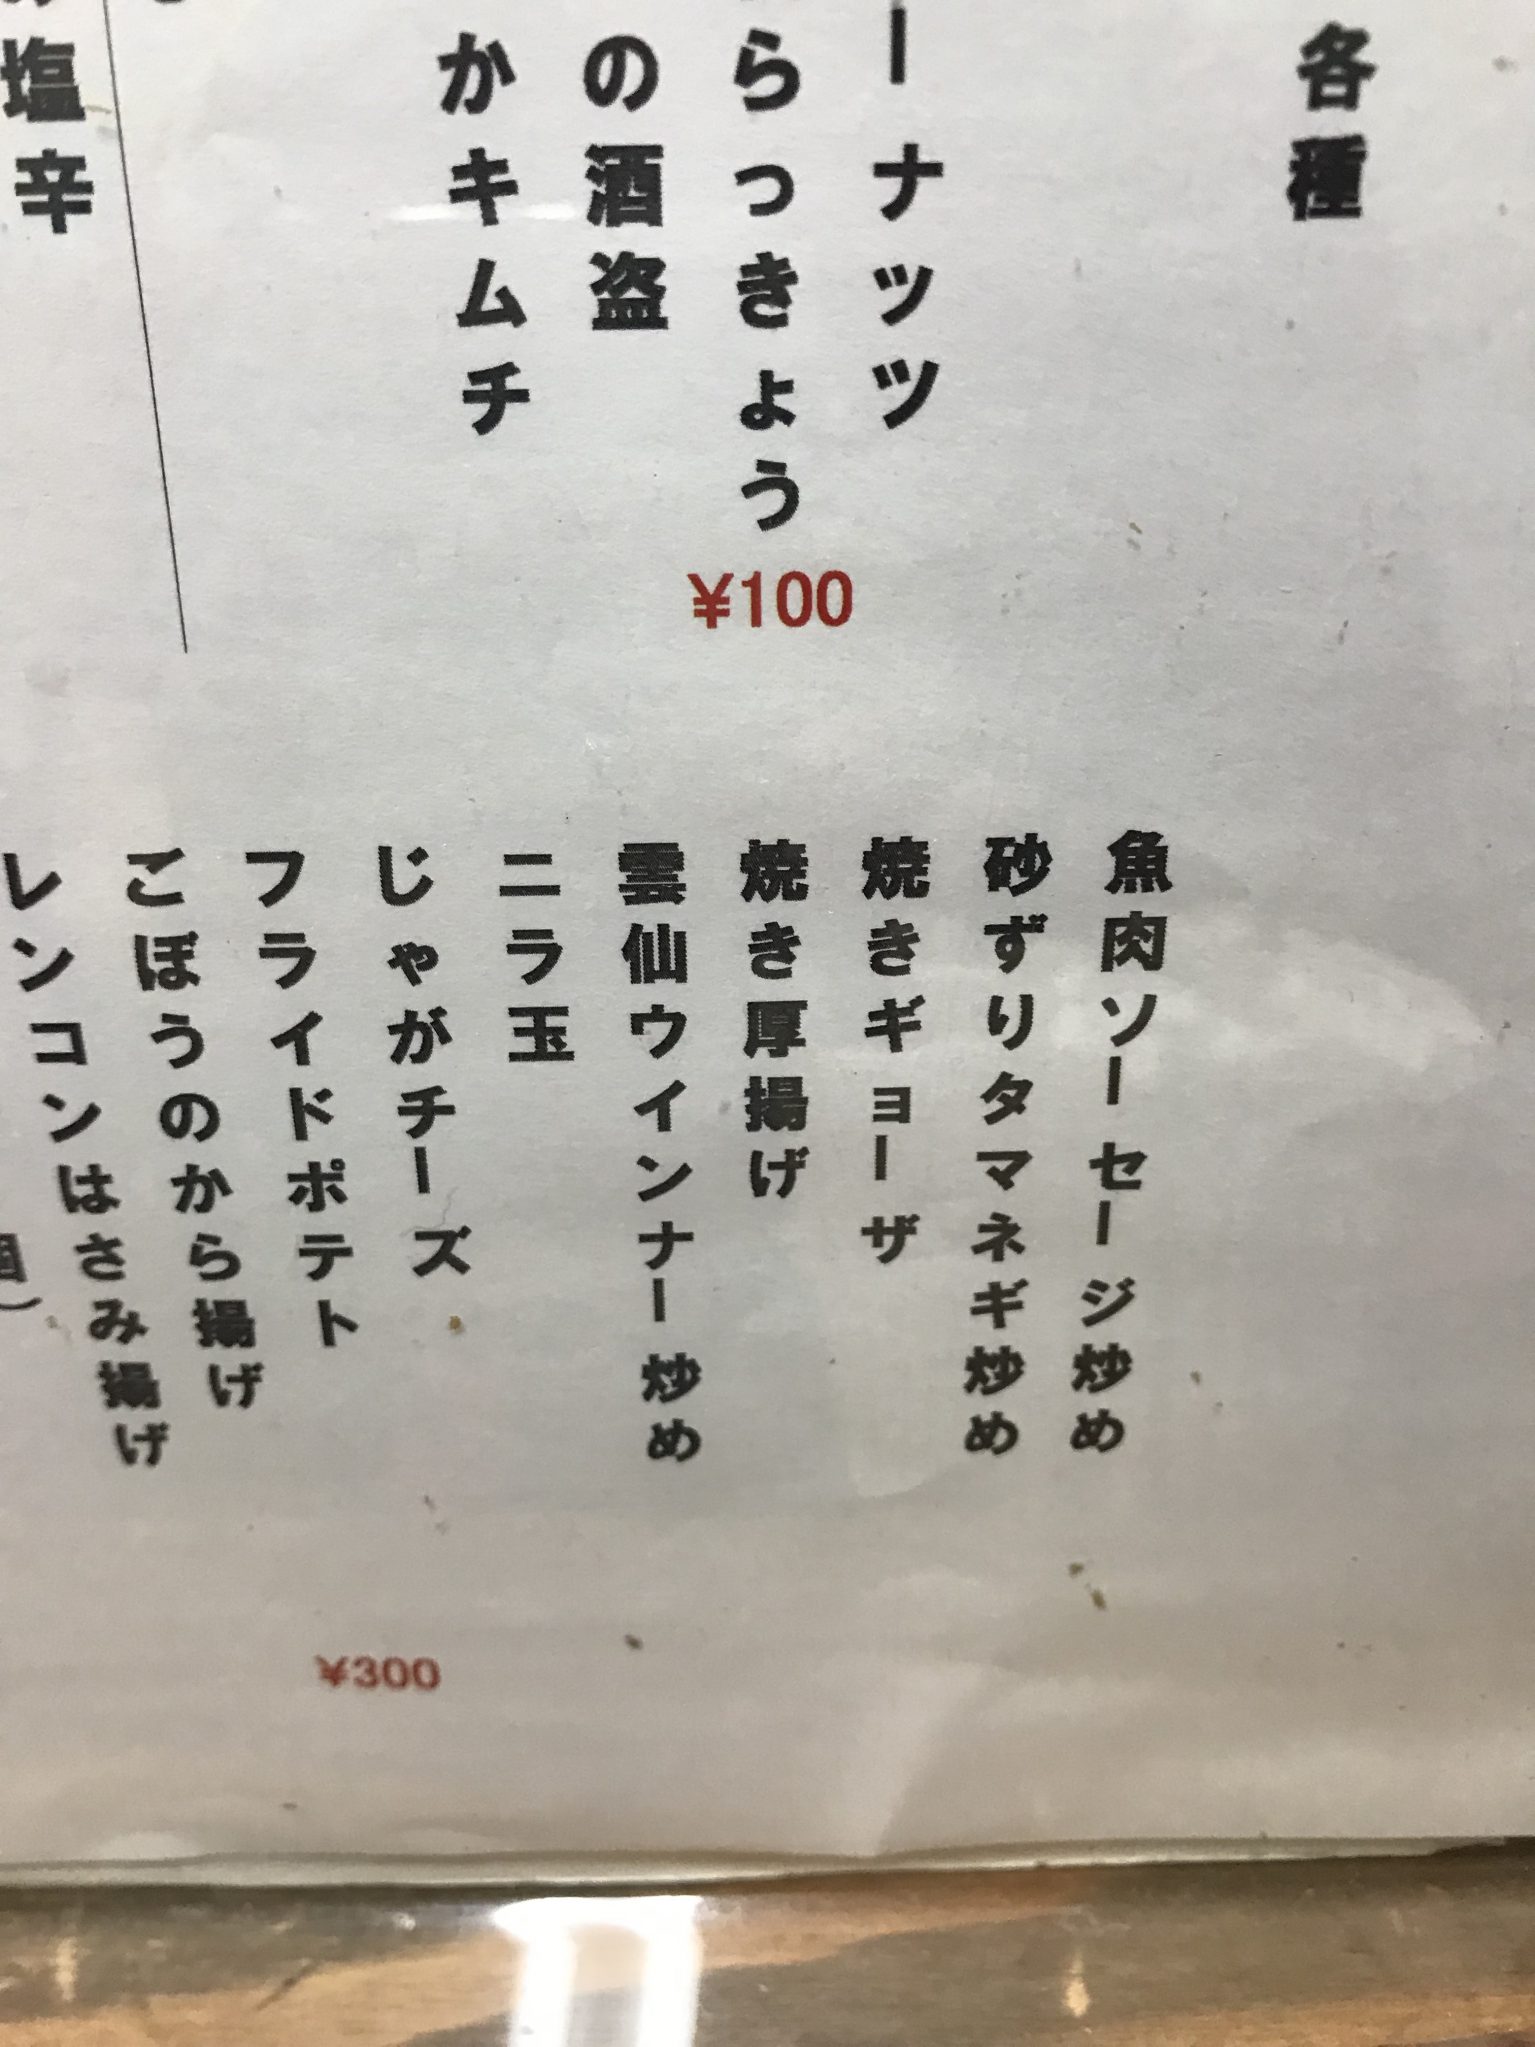 各種
ーナッツ
らっきょう
の酒盗
かキムチ
¥100
塩辛
魚肉ソーセージ炒め
砂ずりタマネギ炒め
焼きギョーザ
焼き厚揚げ
雲仙ウインナー炒め
ニラ玉
じゃがチーズ
フライドポテト
こぼうのから揚げ
レンコンはさみ揚げ
¥300